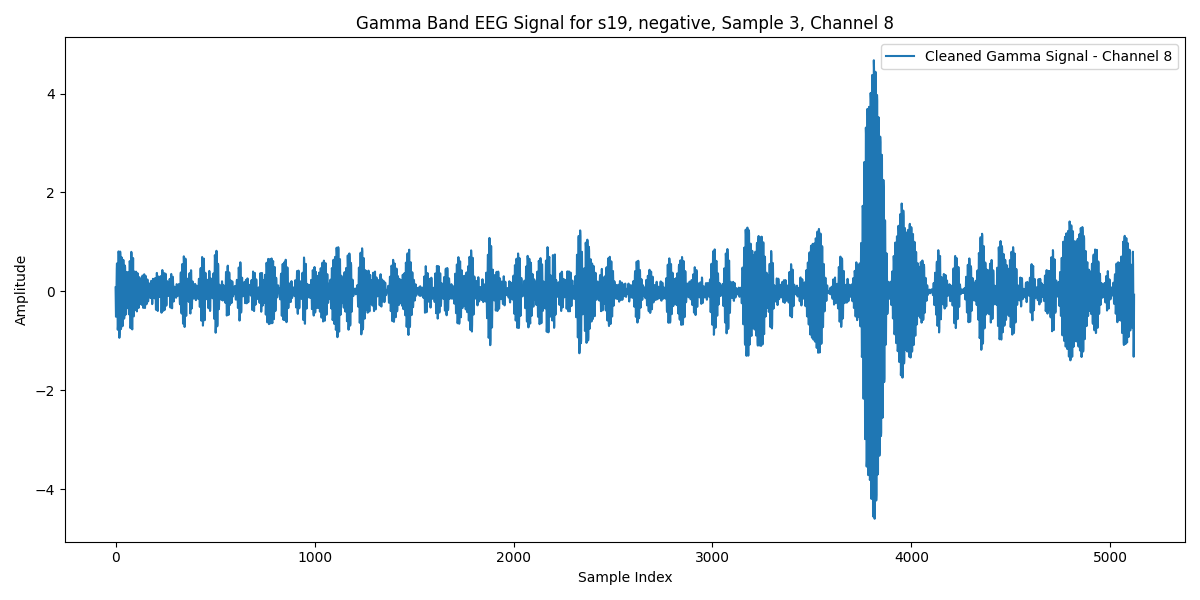 Gamma Band EEG Signal for s19, negative, Sample 3, Channel 8
Cleaned Gamma Signal - Channel 8
Amplitude
4
2
0
−2
−4
0 1000 2000 3000 4000 5000
Sample Index